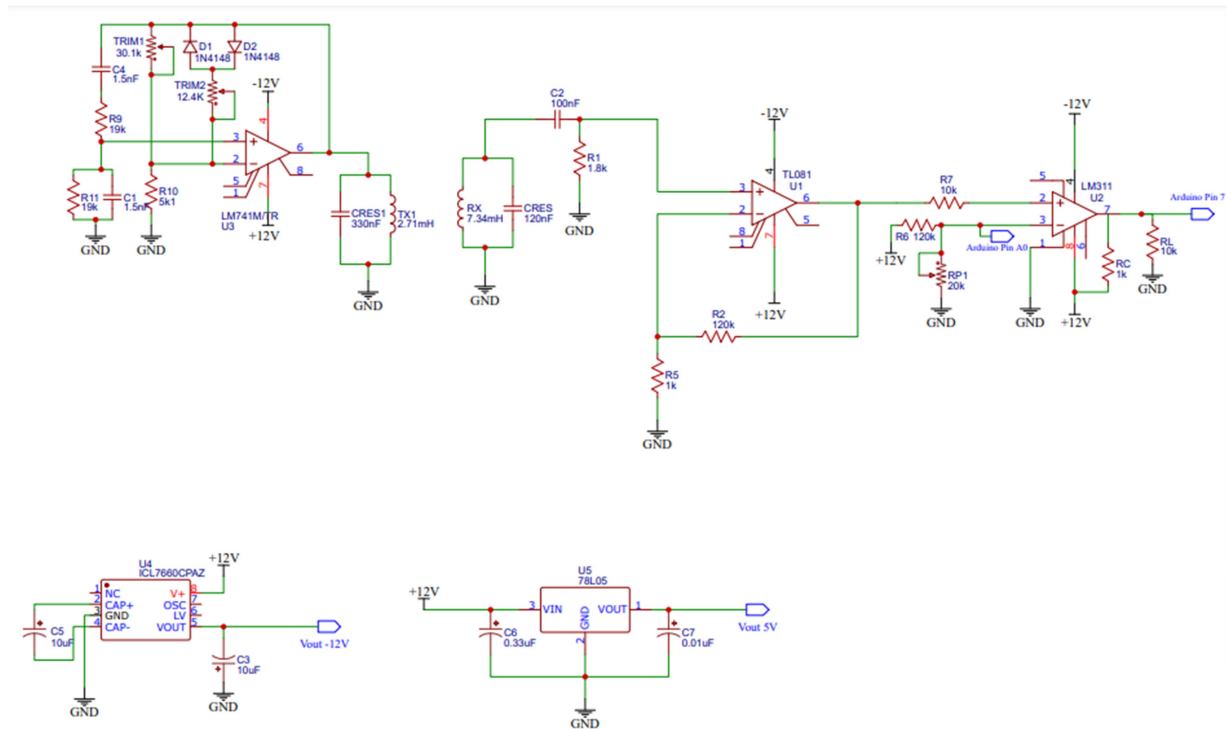 TRIM1
30.1k
D1
1N4148
D2
1N4148
C4
1.5nF
TRIM2
12.4K
-12V
R9
19k
3
2
5
1
4
7
6
8
LM741M/TR
U3
+12V
R11
19k
C1
1.5nF
R10
5k1
GND
GND
CRES1
330nF
TX1
2.71mH
GND
C2
100nF
R1
1.8k
GND
RX
7.34mH
CRES
120nF
GND
-12V
4
TL081
U1
3
2
8
1
7
6
5
+12V
R2
120k
R5
1k
GND
R7
10k
R6 120k
+12V
Arduino Pin A0
RP1
20k
GND
-12V
5
4
LM311
U2
2
3
1
8
6
7
Arduino Pin 7
RC
1k
RL
10k
GND
GND
+12V
U4
ICL7660CPAZ
+12V
1
NC
V+
8
2
CAP+
OSC
7
3
GND
LV
6
4
CAP-
VOUT
5
C5
10uF
Vout -12V
C3
10uF
GND
GND
U5
78L05
+12V
3
VIN
GND
VOUT
1
2
Vout 5V
C6
0.33uF
C7
0.01uF
GND